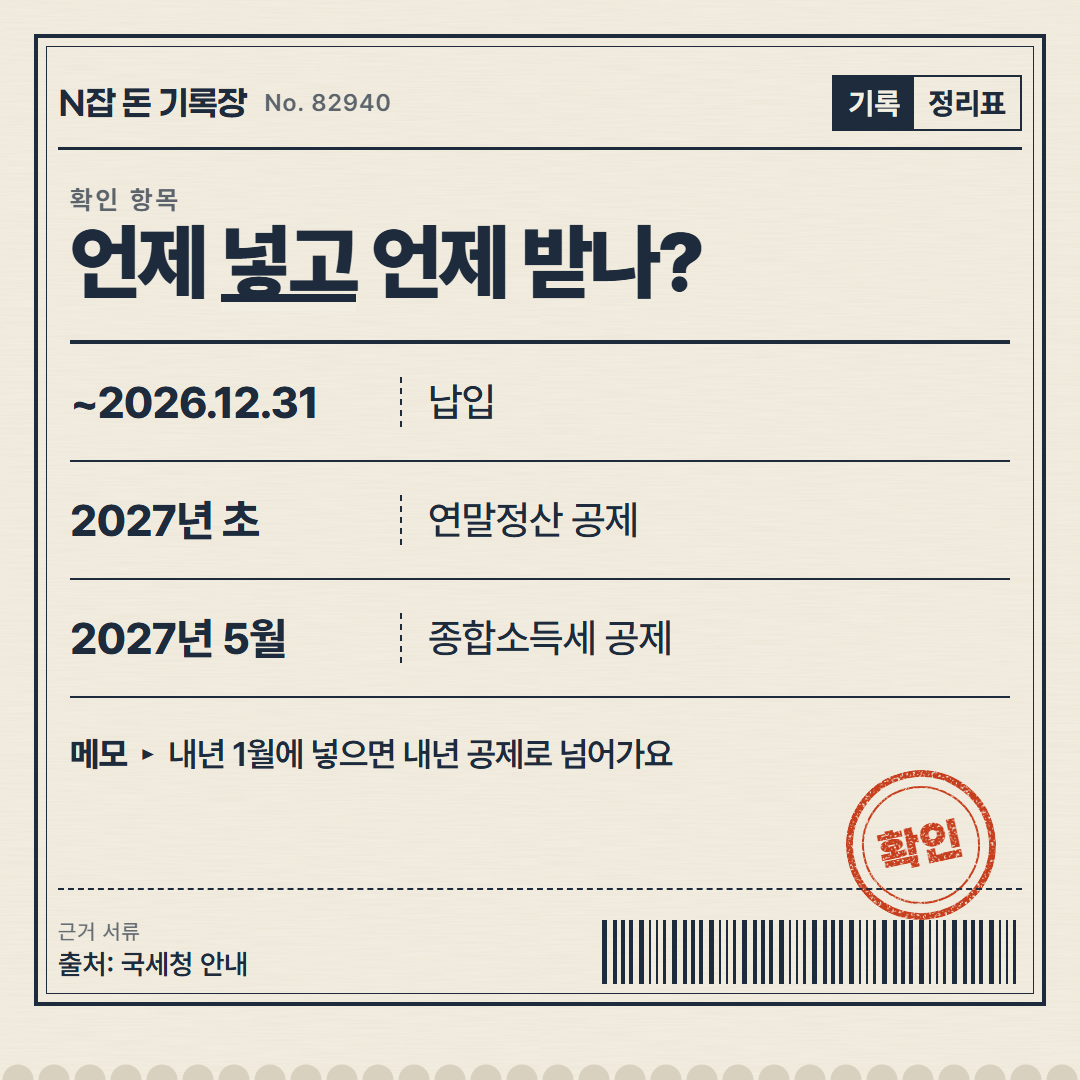 N잡 돈 기록장 No. 82940
기록 정리표
확인 항목
언제 넣고 언제 받나?
~2026.12.31 납입
2027년 초 연말정산 공제
2027년 5월 종합소득세 공제
메모 ▸ 내년 1월에 넣으면 내년 공제로 넘어가요
확인
근거 서류
출처: 국세청 안내